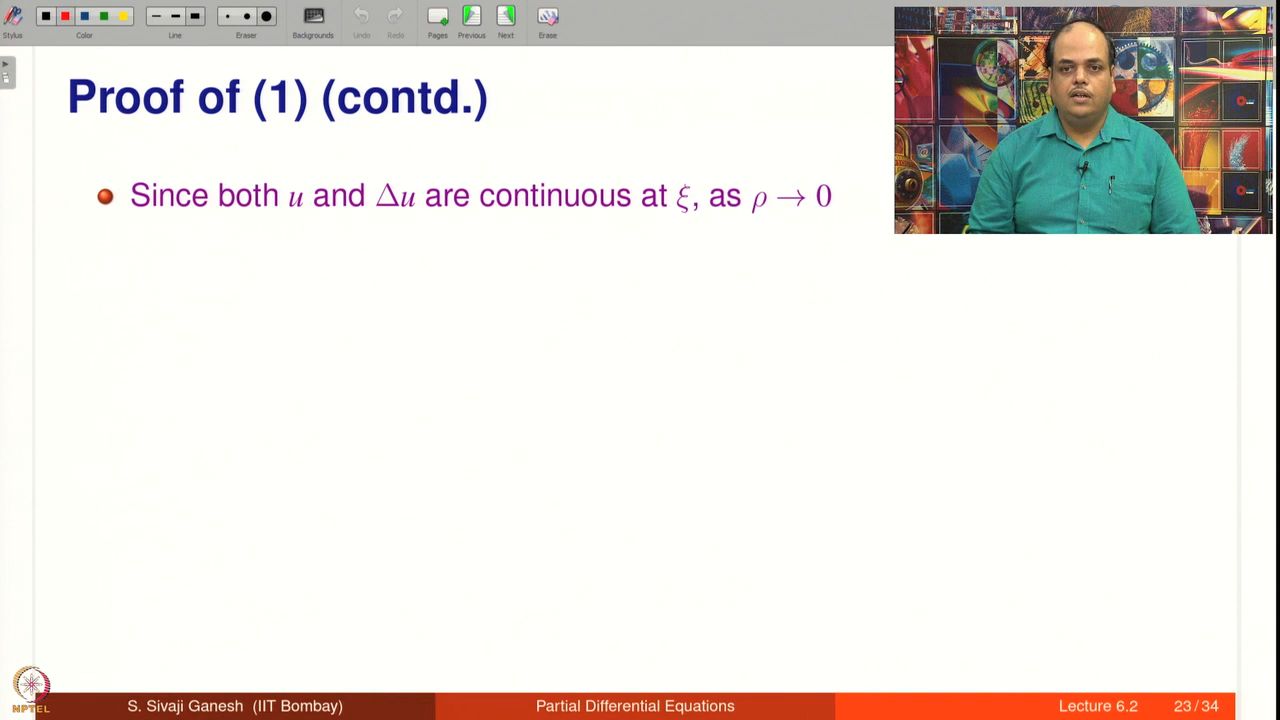 Stylus Color Line Eraser Backgrounds Undo Redo Pages Previous Next Erase
Proof of (1) (contd.)
Since both u and Δu are continuous at ξ, as ρ → 0
NPTEL
S. Sivaji Ganesh (IIT Bombay) Partial Differential Equations Lecture 6.2 23 / 34